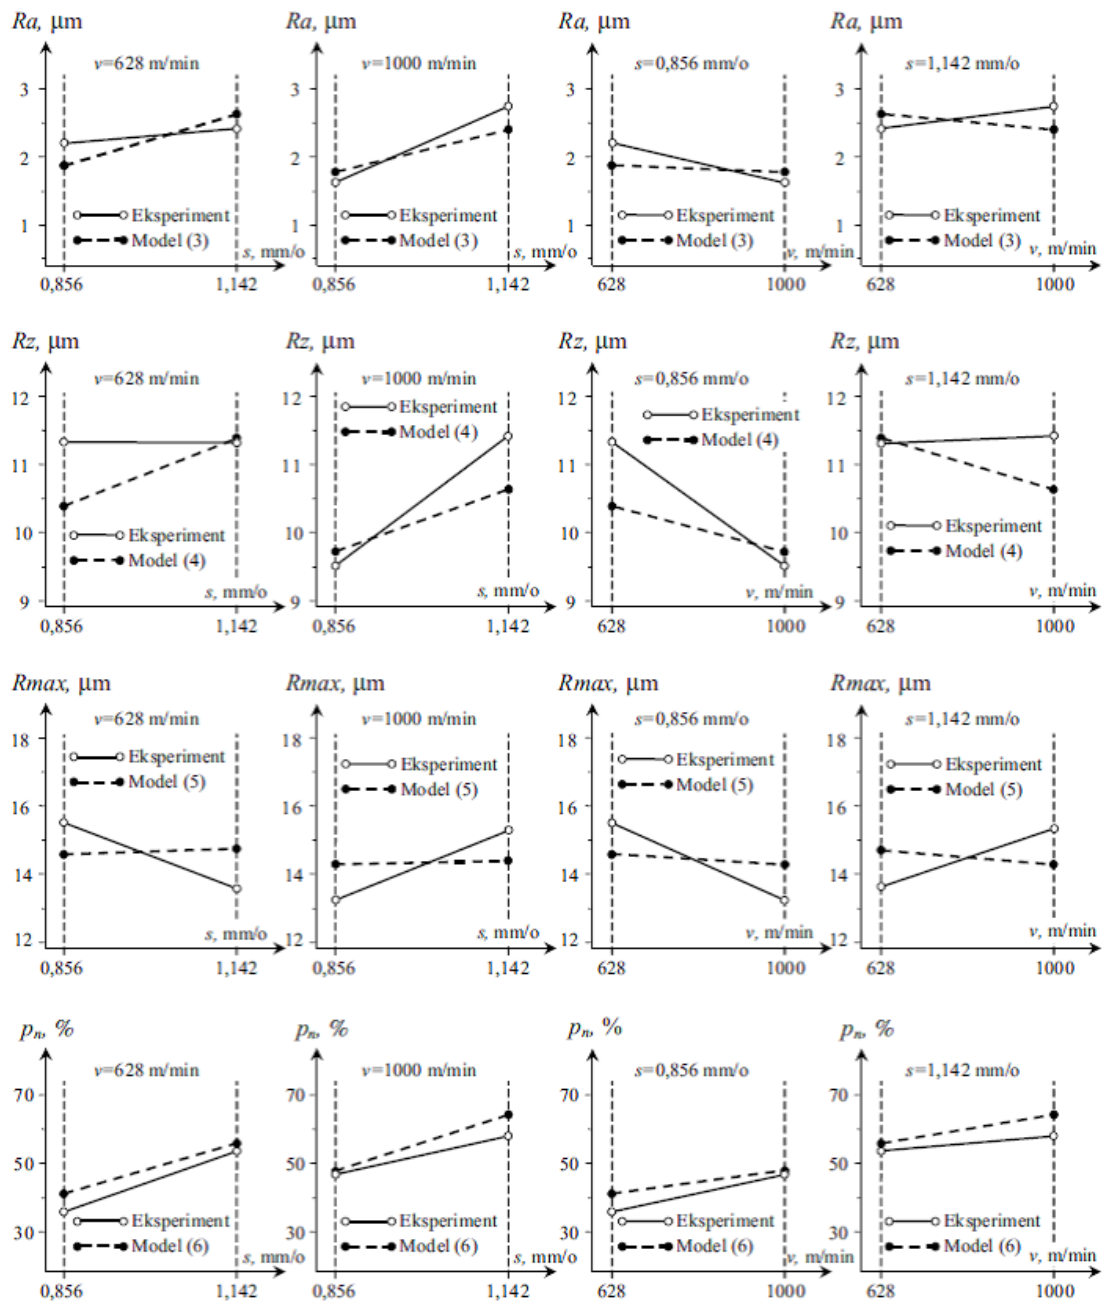 Ra, μm
v=628 m/min
3
2
1
Eksperiment
Model (3)
s, mm/o
0,856
1,142
Ra, μm
v=1000 m/min
3
2
1
Eksperiment
Model (3)
s, mm/o
0,856
1,142
Ra, μm
s=0,856 mm/o
3
2
1
Eksperiment
Model (3)
v, m/min
628
1000
Ra, μm
s=1,142 mm/o
3
2
1
Eksperiment
Model (3)
v, m/min
628
1000
Rz, μm
v=628 m/min
12
11
10
9
Eksperiment
Model (4)
s, mm/o
0,856
1,142
Rz, μm
v=1000 m/min
12
11
10
9
Eksperiment
Model (4)
s, mm/o
0,856
1,142
Rz, μm
s=0,856 mm/o
12
11
10
9
Eksperiment
Model (4)
v, m/min
628
1000
Rz, μm
s=1,142 mm/o
12
11
10
9
Eksperiment
Model (4)
v, m/min
628
1000
Rmax, μm
v=628 m/min
18
16
14
12
Eksperiment
Model (5)
s, mm/o
0,856
1,142
Rmax, μm
v=1000 m/min
18
16
14
12
Eksperiment
Model (5)
s, mm/o
0,856
1,142
Rmax, μm
s=0,856 mm/o
18
16
14
12
Eksperiment
Model (5)
v, m/min
628
1000
Rmax, μm
s=1,142 mm/o
18
16
14
12
Eksperiment
Model (5)
v, m/min
628
1000
pn, %
v=628 m/min
70
50
30
Eksperiment
Model (6)
s, mm/o
0,856
1,142
pn, %
v=1000 m/min
70
50
30
Eksperiment
Model (6)
s, mm/o
0,856
1,142
pn, %
s=0,856 mm/o
70
50
30
Eksperiment
Model (6)
v, m/min
628
1000
pn, %
s=1,142 mm/o
70
50
30
Eksperiment
Model (6)
v, m/min
628
1000